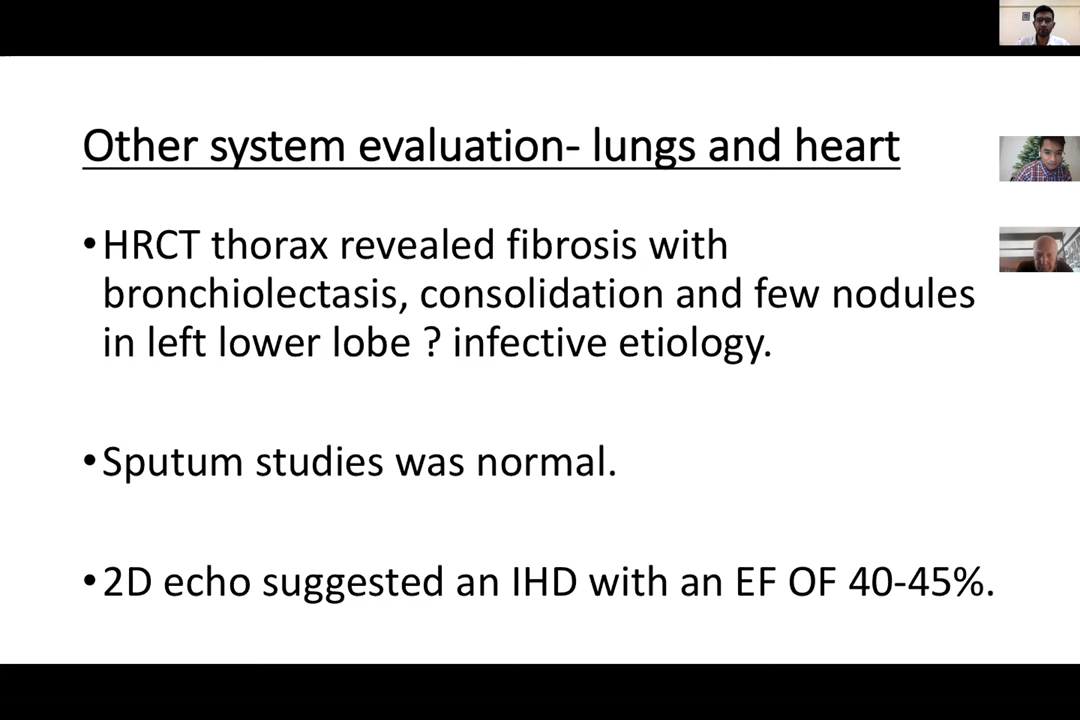 Other system evaluation- lungs and heart
•HRCT thorax revealed fibrosis with
bronchiolectasis, consolidation and few nodules
in left lower lobe ? infective etiology.
•Sputum studies was normal.
•2D echo suggested an IHD with an EF OF 40-45%.